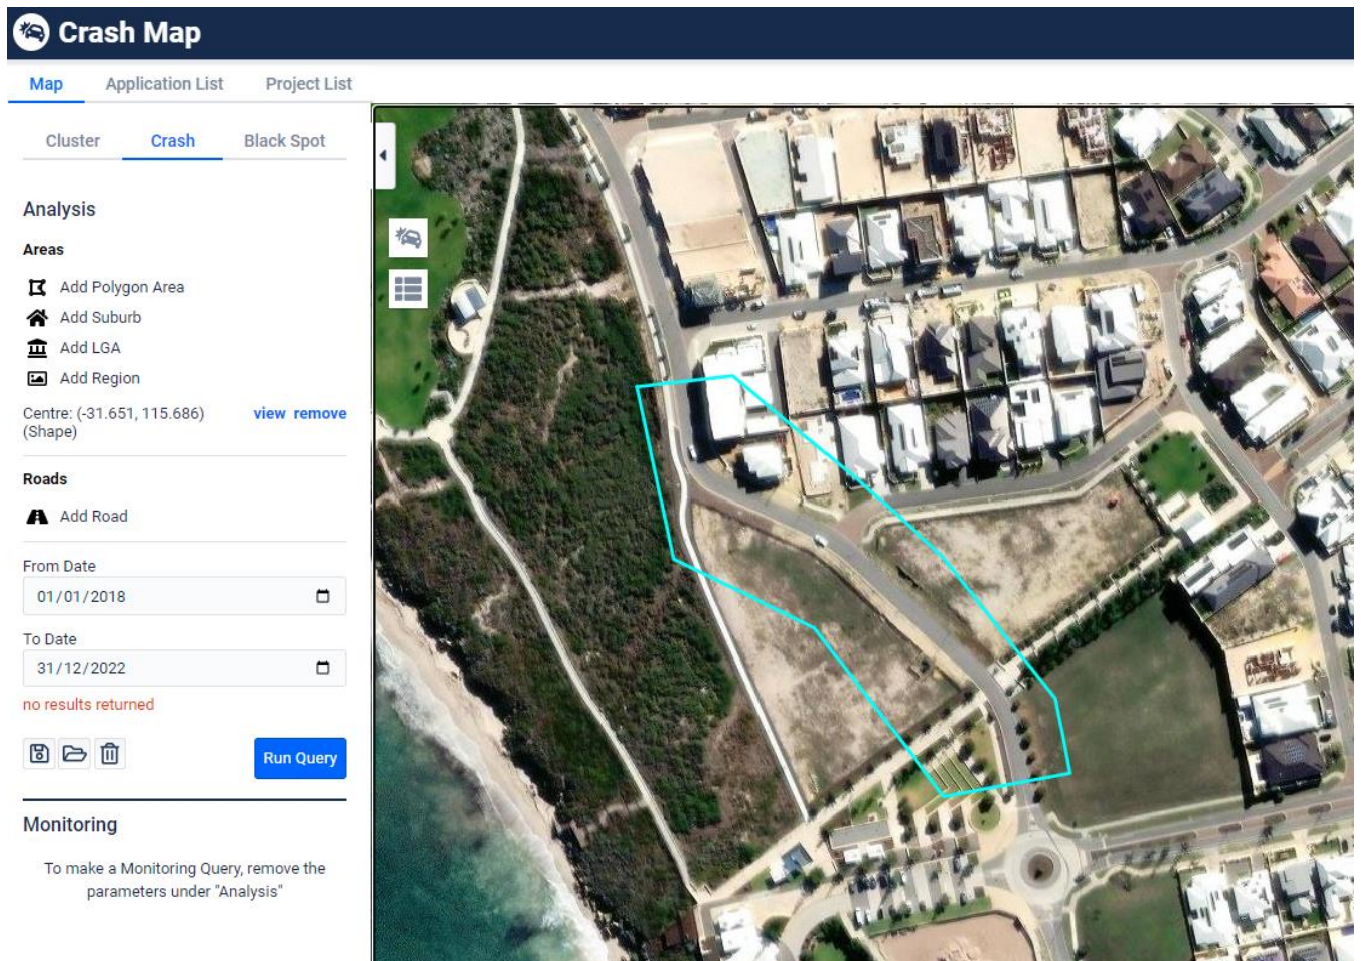 Crash Map
Map Application List Project List
Cluster Crash Black Spot
Analysis
Areas
Add Polygon Area
Add Suburb
Add LGA
Add Region
Centre: (-31.651, 115.686) view remove
(Shape)
Roads
Add Road
From Date
01/01/2018
To Date
31/12/2022
no results returned
Run Query
Monitoring
To make a Monitoring Query, remove the
parameters under "Analysis"